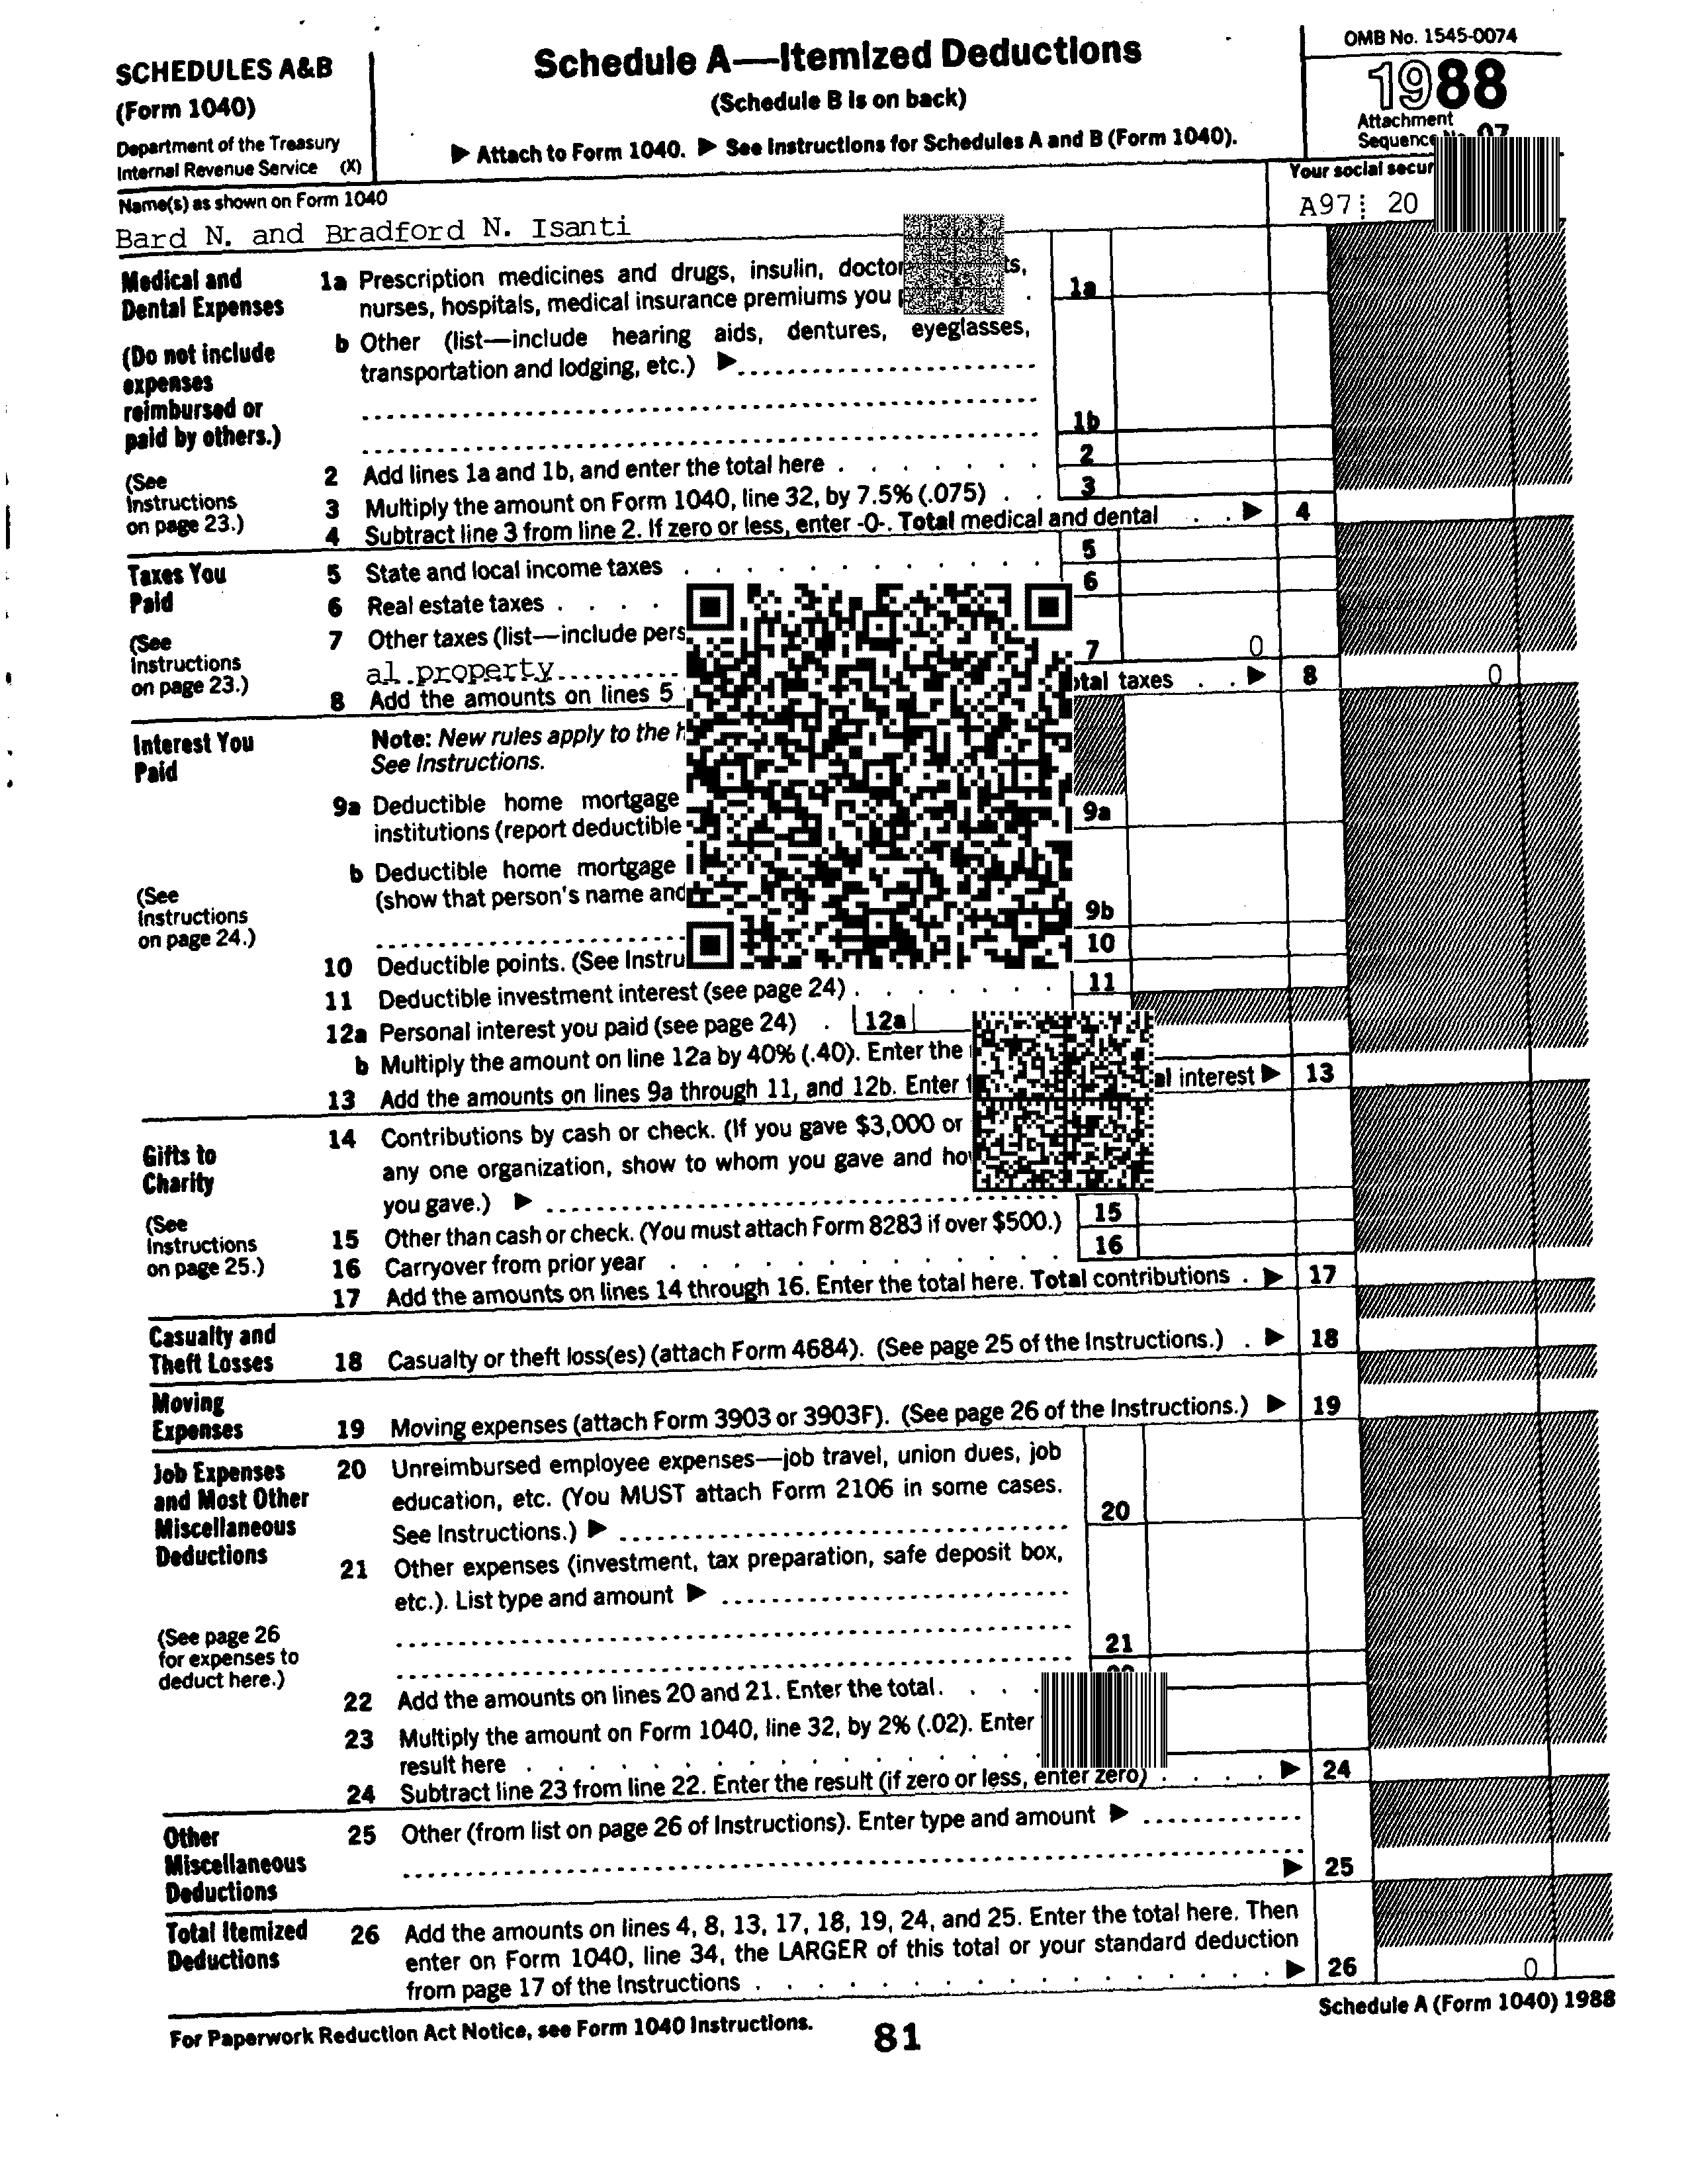 SCHEDULES A&B
(Form 1040)
Department of the Treasury
Internal Revenue Service (X)
Schedule A—Itemized Deductions
(Schedule B is on back)
▶ Attach to Form 1040. ▶ See Instructions for Schedules A and B (Form 1040).
OMB No. 1545-0074
1988
Attachment
Sequence
Name(s) as shown on Form 1040
Bard N. and Bradford N. Isanti
Your social
A97 20
Medical and
Dental Expenses
(Do not include
expenses
reimbursed or
paid by others.)
(See
Instructions
on page 23.)
1a Prescription medicines and drugs, insulin,
nurses, hospitals, medical insurance premiums you
1a
b Other (list—include hearing aids, dentures, eyeglasses,
transportation and lodging, etc.) ▶
1b
2 Add lines 1a and 1b, and enter the total here
2
3 Multiply the amount on Form 1040, line 32, by 7.5% (.075)
3
4 Subtract line 3 from line 2. If zero or less, enter -0-. Total medical and dental ▶ 4
Taxes You
Paid
(See
Instructions
on page 23.)
5 State and local income taxes
5
6 Real estate taxes
6
7 Other taxes (list—include
al property
7 0
8 Add the amounts on lines 5 taxes ▶ 8 0
Interest You
Paid
(See
Instructions
on page 24.)
Note: New rules apply to the
See Instructions.
9a Deductible home mortgage
institutions (report deductible
9a
b Deductible home mortgage
(show that person's name and
9b
10 Deductible points. (See
10
11 Deductible investment interest (see page 24)
11
12a Personal interest you paid (see page 24) 12a
b Multiply the amount on line 12a by 40% (.40). Enter the
13 Add the amounts on lines 9a through 11, and 12b. Enter interest ▶ 13
Gifts to
Charity
(See
Instructions
on page 25.)
14 Contributions by cash or check. (If you gave $3,000 or
any one organization, show to whom you gave and
you gave.) ▶
15 Other than cash or check. (You must attach Form 8283 if over $500.)
15
16 Carryover from prior year
16
17 Add the amounts on lines 14 through 16. Enter the total here. Total contributions ▶ 17
Casualty and
Theft Losses
18 Casualty or theft loss(es) (attach Form 4684). (See page 25 of the Instructions.) ▶ 18
Moving
Expenses
19 Moving expenses (attach Form 3903 or 3903F). (See page 26 of the Instructions.) ▶ 19
Job Expenses
and Most Other
Miscellaneous
Deductions
(See page 26
for expenses to
deduct here.)
20 Unreimbursed employee expenses—job travel, union dues, job
education, etc. (You MUST attach Form 2106 in some cases.
See Instructions.) ▶
20
21 Other expenses (investment, tax preparation, safe deposit box,
etc.). List type and amount ▶
21
22 Add the amounts on lines 20 and 21. Enter the total.
23 Multiply the amount on Form 1040, line 32, by 2% (.02). Enter
result here
24 Subtract line 23 from line 22. Enter the result (if zero or less, enter zero) ▶ 24
Other
Miscellaneous
Deductions
25 Other (from list on page 26 of Instructions). Enter type and amount ▶
▶ 25
Total Itemized
Deductions
26 Add the amounts on lines 4, 8, 13, 17, 18, 19, 24, and 25. Enter the total here. Then
enter on Form 1040, line 34, the LARGER of this total or your standard deduction
from page 17 of the Instructions ▶ 26 0
For Paperwork Reduction Act Notice, see Form 1040 Instructions.
81
Schedule A (Form 1040) 1988